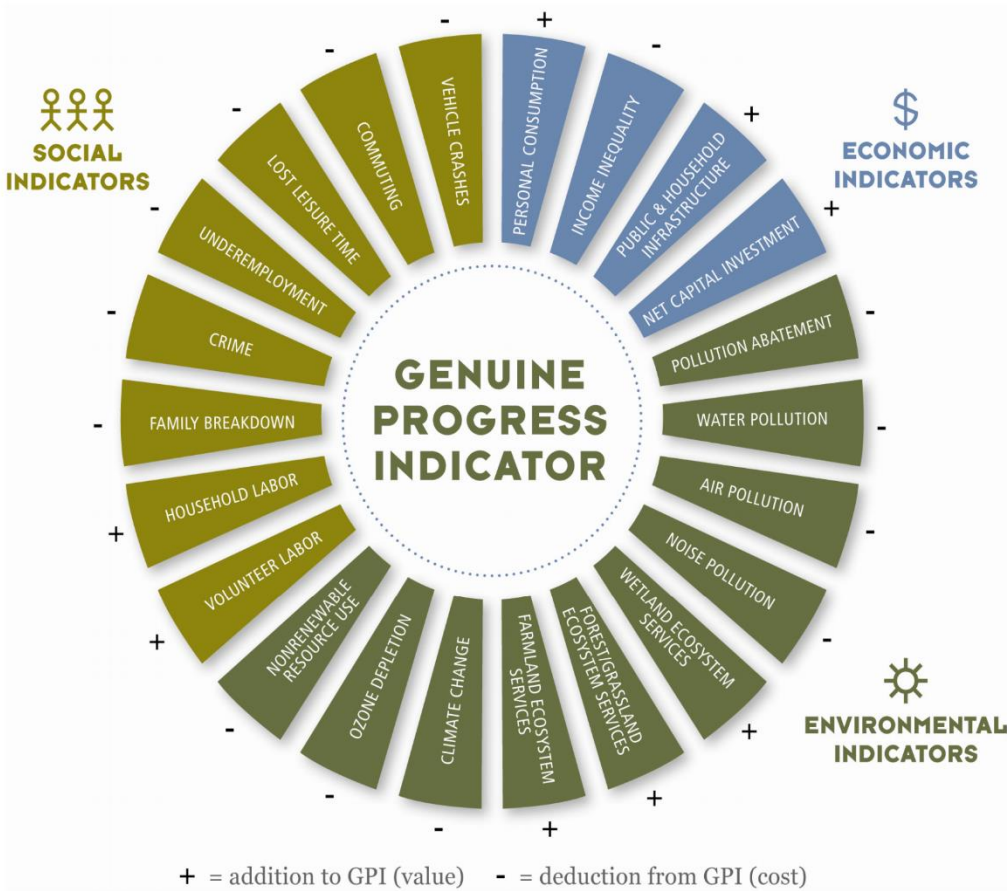 SOCIAL
INDICATORS
ECONOMIC
INDICATORS
ENVIRONMENTAL
INDICATORS
GENUINE
PROGRESS
INDICATOR
+
PERSONAL CONSUMPTION
-
INCOME INEQUALITY
+
PUBLIC & HOUSEHOLD
INFRASTRUCTURE
+
NET CAPITAL INVESTMENT
-
POLLUTION ABATEMENT
-
WATER POLLUTION
-
AIR POLLUTION
-
NOISE POLLUTION
+
WETLAND ECOSYSTEM
SERVICES
+
FOREST/GRASSLAND
ECOSYSTEM SERVICES
+
FARMLAND ECOSYSTEM
SERVICES
-
CLIMATE CHANGE
-
OZONE DEPLETION
-
NONRENEWABLE
RESOURCE USE
+
VOLUNTEER LABOR
+
HOUSEHOLD LABOR
-
FAMILY BREAKDOWN
-
CRIME
-
UNDEREMPLOYMENT
-
LOST LEISURE TIME
-
COMMUTING
-
VEHICLE CRASHES
+ = addition to GPI (value) - = deduction from GPI (cost)